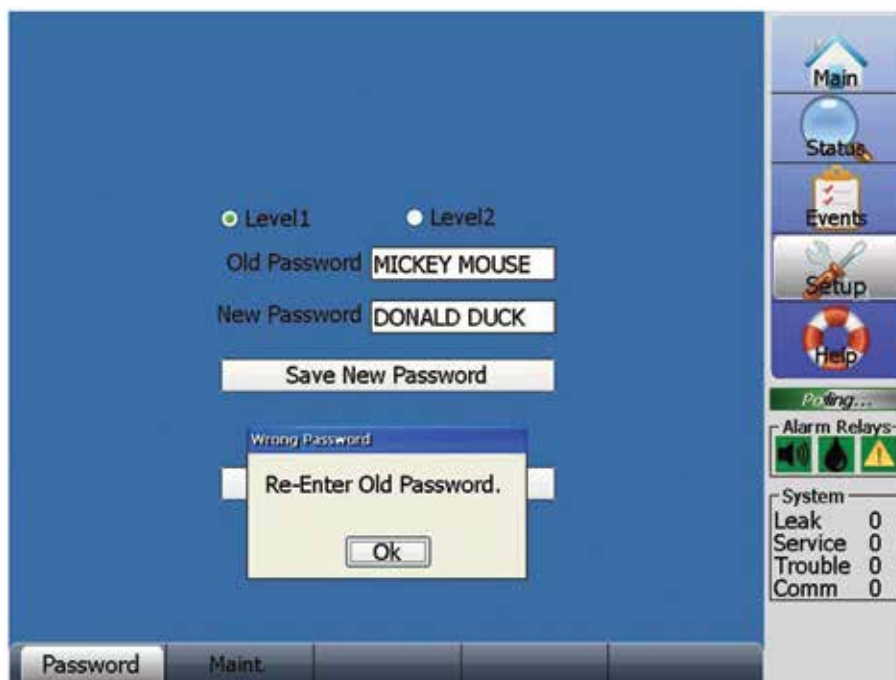 Level1 Level2
Old Password MICKEY MOUSE
New Password DONALD DUCK
Save New Password
Wrong Password
Re-Enter Old Password.
Ok
Password Maint.
Main
Status
Events
Setup
Help
Polling...
Alarm Relays
System
Leak 0
Service 0
Trouble 0
Comm 0